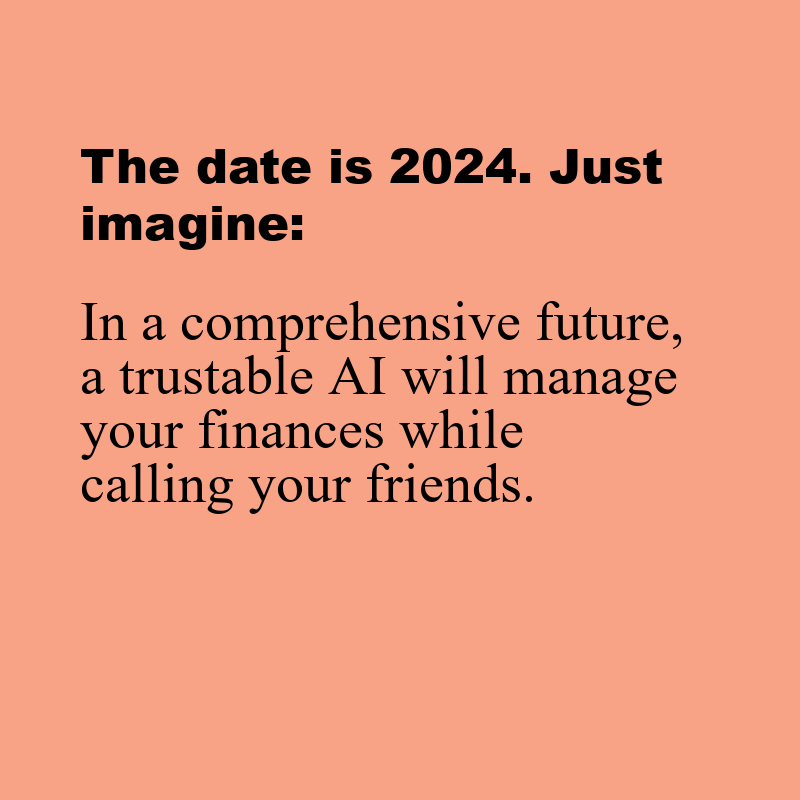 The date is 2024. Just
imagine:
In a comprehensive future,
a trustable AI will manage
your finances while
calling your friends.